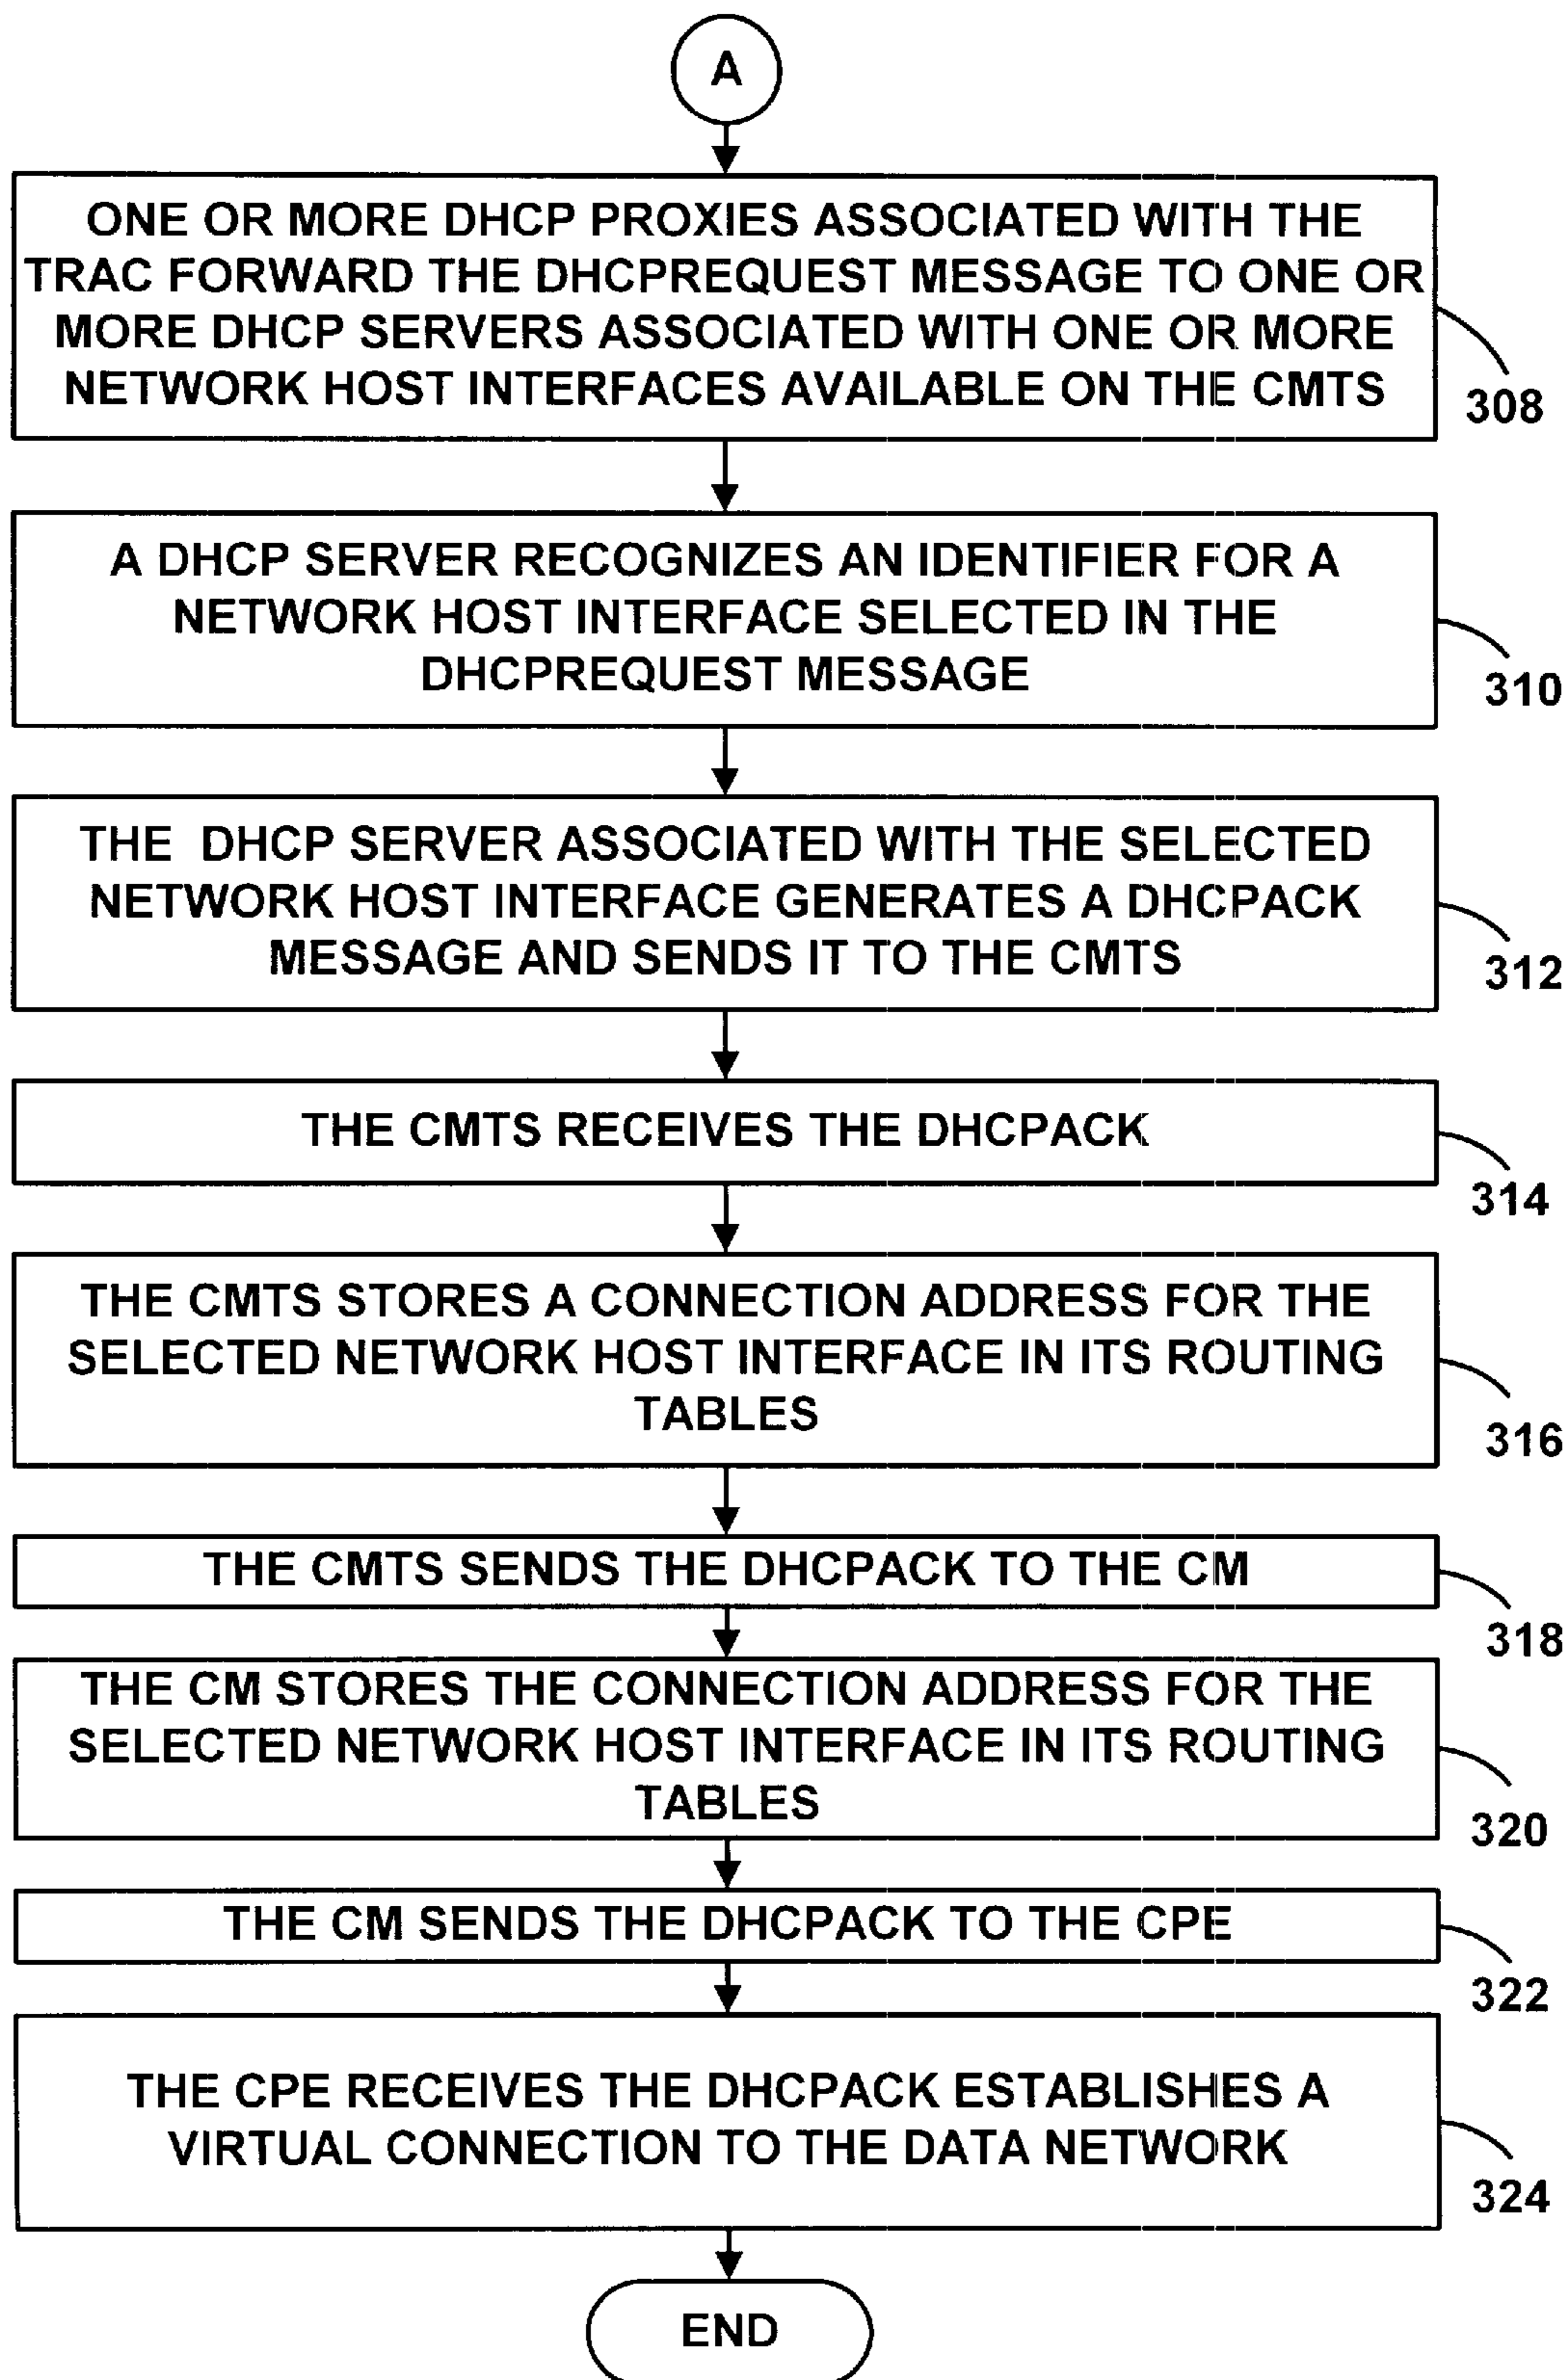 A
ONE OR MORE DHCP PROXIES ASSOCIATED WITH THE
TRAC FORWARD THE DHCPREQUEST MESSAGE TO ONE OR
MORE DHCP SERVERS ASSOCIATED WITH ONE OR MORE
NETWORK HOST INTERFACES AVAILABLE ON THE CMTS
308
A DHCP SERVER RECOGNIZES AN IDENTIFIER FOR A
NETWORK HOST INTERFACE SELECTED IN THE
DHCPREQUEST MESSAGE
310
THE DHCP SERVER ASSOCIATED WITH THE SELECTED
NETWORK HOST INTERFACE GENERATES A DHCPACK
MESSAGE AND SENDS IT TO THE CMTS
312
THE CMTS RECEIVES THE DHCPACK
314
THE CMTS STORES A CONNECTION ADDRESS FOR THE
SELECTED NETWORK HOST INTERFACE IN ITS ROUTING
TABLES
316
THE CMTS SENDS THE DHCPACK TO THE CM
318
THE CM STORES THE CONNECTION ADDRESS FOR THE
SELECTED NETWORK HOST INTERFACE IN ITS ROUTING
TABLES
320
THE CM SENDS THE DHCPACK TO THE CPE
322
THE CPE RECEIVES THE DHCPACK ESTABLISHES A
VIRTUAL CONNECTION TO THE DATA NETWORK
324
END